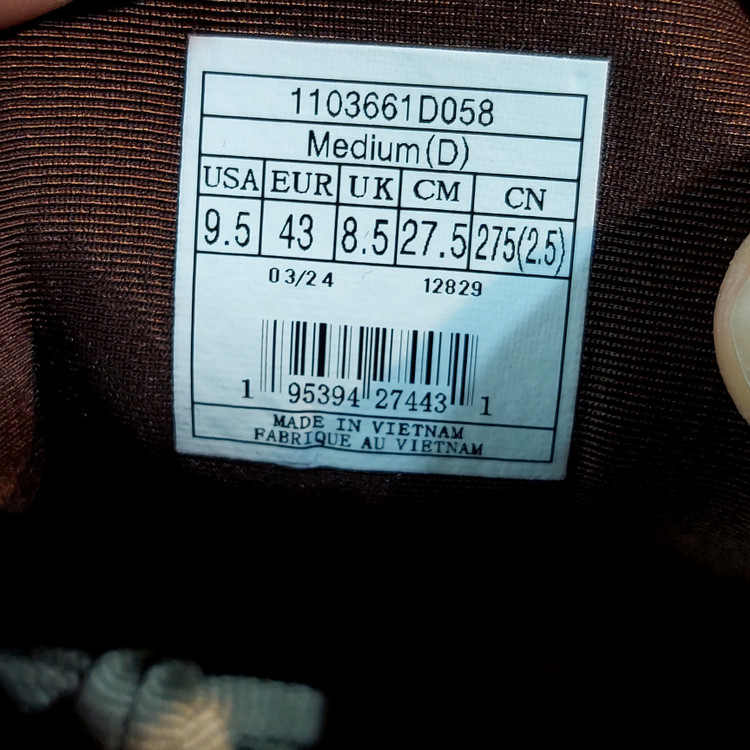 1103661D058
Medium(D)
USA EUR UK CM CN
9.5 43 8.5 27.5 275(2.5)
03/24 12829
1 95394 27443 1
MADE IN VIETNAM
FABRIQUE AU VIETNAM